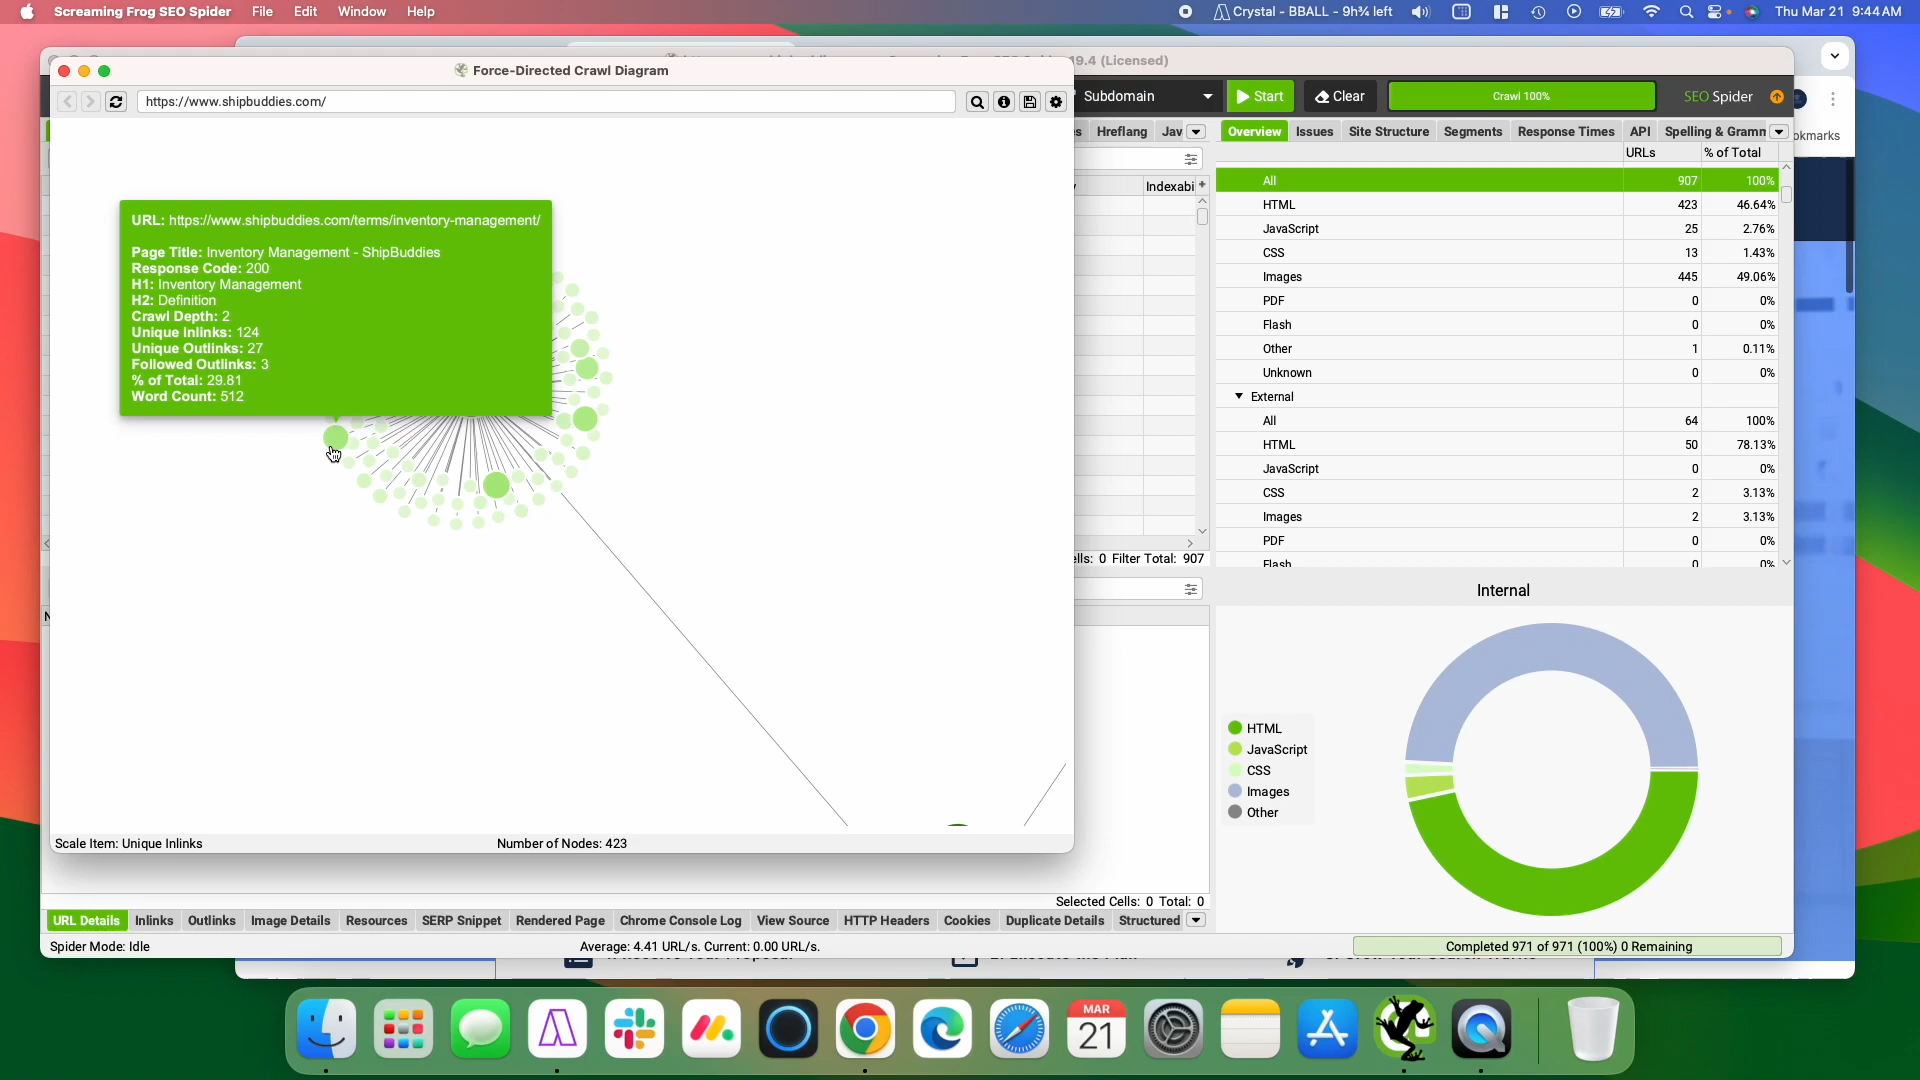 Screaming Frog SEO Spider File Edit Window Help
Crystal - BBALL - 9h¾ left Thu Mar 21 9:44 AM
Force-Directed Crawl Diagram
19.4 (Licensed)
https://www.shipbuddies.com/
Subdomain
Start
Clear
Crawl 100%
SEO Spider
Hreflang
Jav
Overview Issues Site Structure Segments Response Times API Spelling & Gramm
okmarks
URLs % of Total
Indexabi
All 907 100%
HTML 423 46.64%
JavaScript 25 2.76%
CSS 13 1.43%
Images 445 49.06%
PDF 0 0%
Flash 0 0%
Other 1 0.11%
Unknown 0 0%
External
All 64 100%
HTML 50 78.13%
JavaScript 0 0%
CSS 2 3.13%
Images 2 3.13%
PDF 0 0%
Flash 0 0%
URL: https://www.shipbuddies.com/terms/inventory-management/
Page Title: Inventory Management - ShipBuddies
Response Code: 200
H1: Inventory Management
H2: Definition
Crawl Depth: 2
Unique Inlinks: 124
Unique Outlinks: 27
Followed Outlinks: 3
% of Total: 29.81
Word Count: 512
Filter Total: 907
Internal
HTML
JavaScript
CSS
Images
Other
Scale Item: Unique Inlinks
Number of Nodes: 423
Selected Cells: 0 Total: 0
URL Details Inlinks Outlinks Image Details Resources SERP Snippet Rendered Page Chrome Console Log View Source HTTP Headers Cookies Duplicate Details Structured
Spider Mode: Idle
Average: 4.41 URL/s. Current: 0.00 URL/s.
Completed 971 of 971 (100%) 0 Remaining
MAR
21